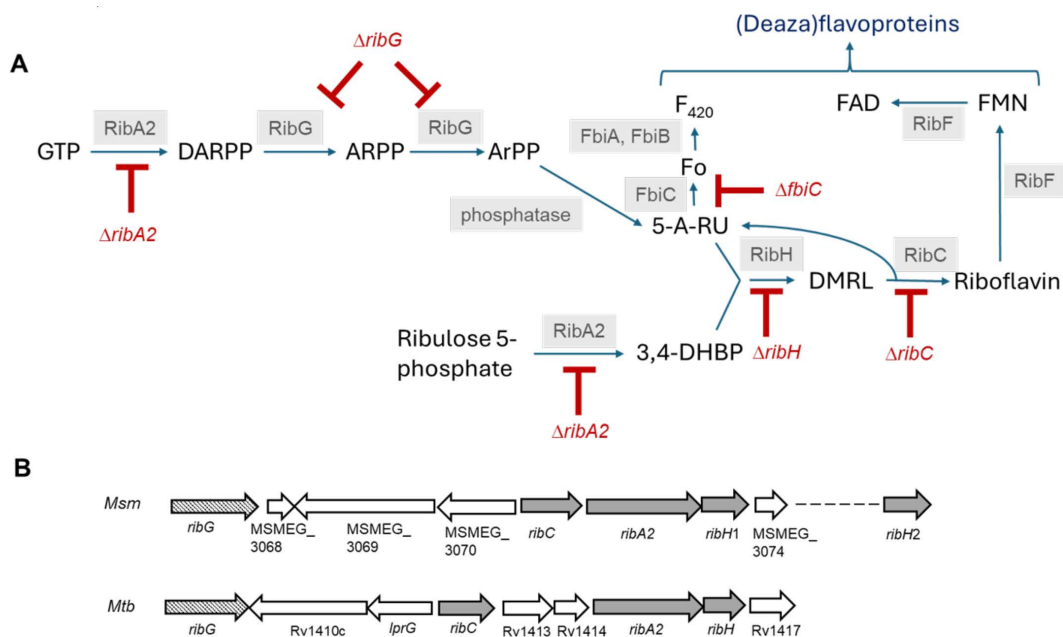 A
(Deaza)flavoproteins
ΔribG
F420
FAD
FMN
RibF
RibA2
RibG
RibG
FbiA, FbiB
GTP
DARPP
ARPP
ArPP
Fo
RibF
ΔribA2
phosphatase
FbiC
ΔfbiC
5-A-RU
RibH
RibC
DMRL
Riboflavin
Ribulose 5-
phosphate
RibA2
3,4-DHBP
ΔribH
ΔribC
ΔribA2
B
Msm
ribG
MSMEG_
3068
MSMEG_
3069
MSMEG_
3070
ribC
ribA2
ribH1
MSMEG_
3074
ribH2
Mtb
ribG
Rv1410c
lprG
ribC
Rv1413
Rv1414
ribA2
ribH
Rv1417